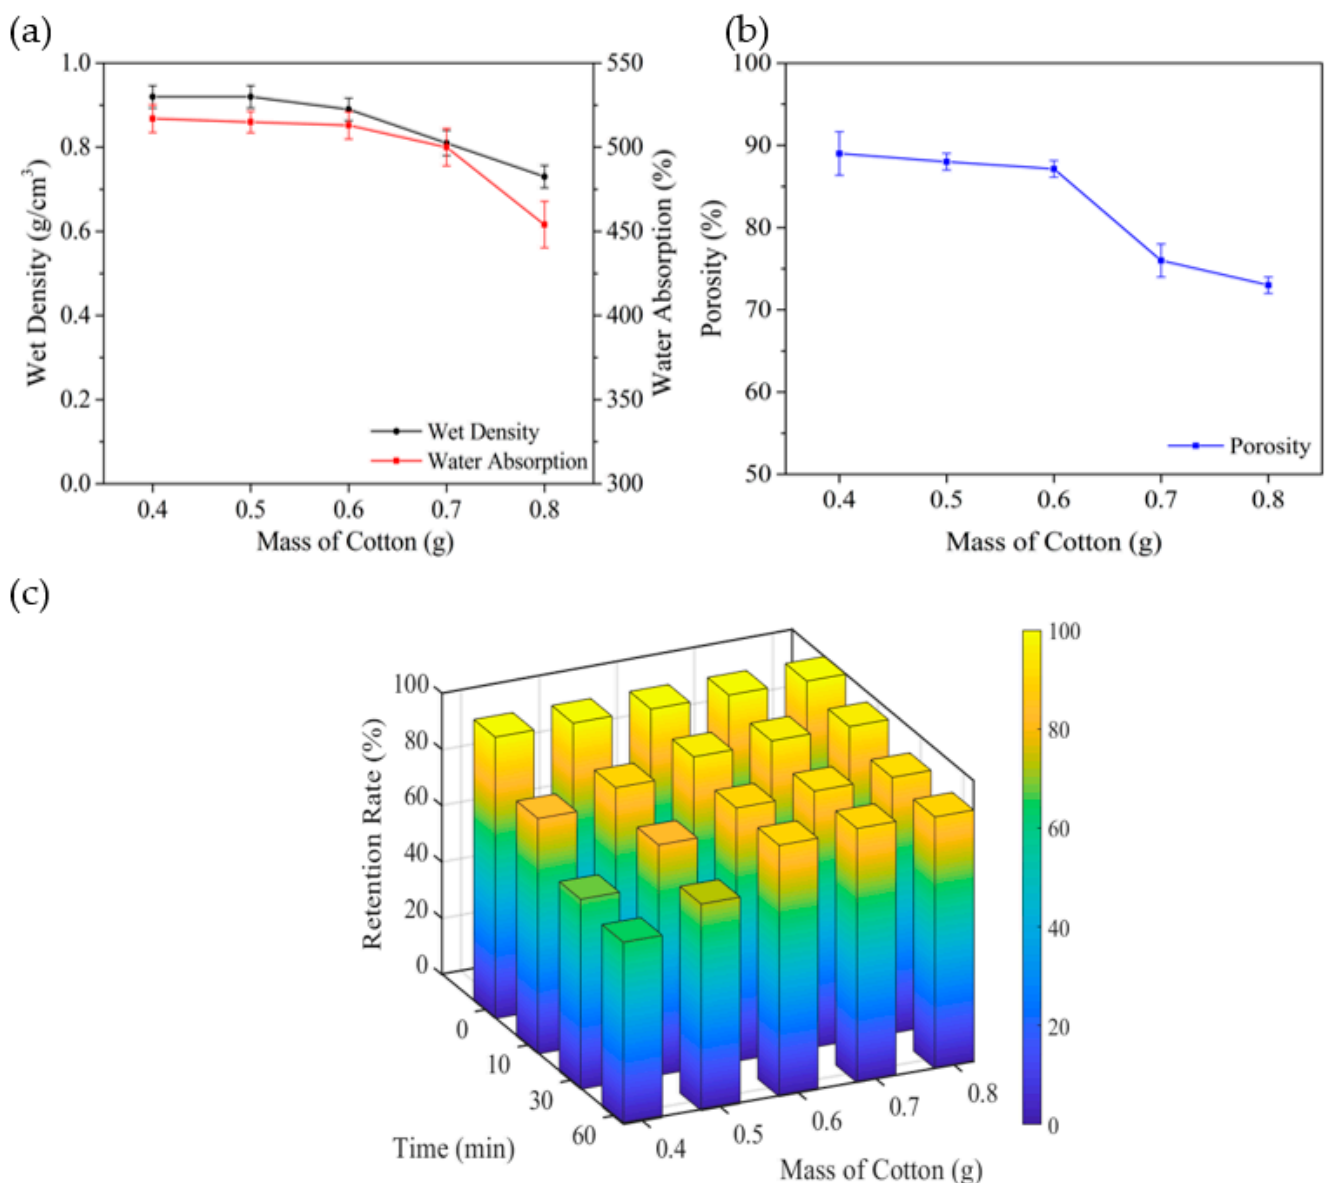 (a)
1.0
0.8
0.6
0.4
0.2
0.0
Wet Density (g/cm³)
550
500
450
400
350
300
Water Absorption (%)
Wet Density
Water Absorption
0.4 0.5 0.6 0.7 0.8
Mass of Cotton (g)
(b)
100
90
80
70
60
50
Porosity (%)
Porosity
0.4 0.5 0.6 0.7 0.8
Mass of Cotton (g)
(c)
100
80
60
40
20
0
Retention Rate (%)
0
10
30
60
Time (min)
0.4
0.5
0.6
0.7
0.8
Mass of Cotton (g)
100
80
60
40
20
0